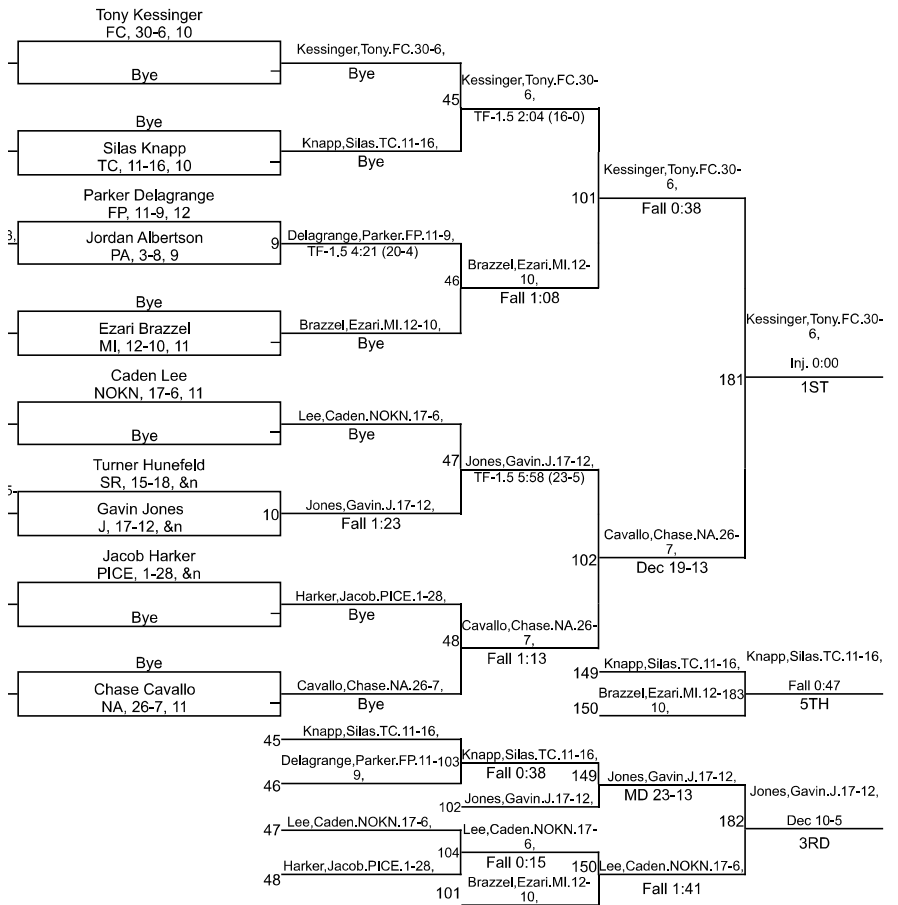 Tony Kessinger
FC, 30-6, 10
Kessinger,Tony.FC.30-6,
Bye
Bye
Kessinger,Tony.FC.30-
6,
45
TF-1.5 2:04 (16-0)
Bye
Silas Knapp
TC, 11-16, 10
Knapp,Silas.TC.11-16,
Bye
Kessinger,Tony.FC.30-
6,
101
Fall 0:38
Parker Delagrange
FP, 11-9, 12
Jordan Albertson
PA, 3-8, 9
3,
9
Delagrange,Parker.FP.11-9,
TF-1.5 4:21 (20-4)
Brazzel,Ezari.MI.12-
10,
46
Fall 1:08
Bye
Ezari Brazzel
MI, 12-10, 11
Brazzel,Ezari.MI.12-10,
Bye
Kessinger,Tony.FC.30-
6,
Inj. 0:00
181
1ST
Caden Lee
NOKN, 17-6, 11
Lee,Caden.NOKN.17-6,
Bye
Bye
47
Jones,Gavin.J.17-12,
TF-1.5 5:58 (23-5)
Turner Hunefeld
SR, 15-18, &n
5-
Gavin Jones
J, 17-12, &n
10
Jones,Gavin.J.17-12,
Fall 1:23
Cavallo,Chase.NA.26-
7,
102
Dec 19-13
Jacob Harker
PICE, 1-28, &n
Harker,Jacob.PICE.1-28,
Bye
Cavallo,Chase.NA.26-
7,
48
Fall 1:13
Bye
Chase Cavallo
NA, 26-7, 11
Cavallo,Chase.NA.26-7,
Bye
149
Knapp,Silas.TC.11-16,
Knapp,Silas.TC.11-16,
Brazzel,Ezari.MI.12-
10,
183
Fall 0:47
150
5TH
45
Knapp,Silas.TC.11-16,
Delagrange,Parker.FP.11-
9,
103
Knapp,Silas.TC.11-16,
Fall 0:38
46
149
Jones,Gavin.J.17-12,
MD 23-13
102
Jones,Gavin.J.17-12,
Jones,Gavin.J.17-12,
182
Dec 10-5
3RD
47
Lee,Caden.NOKN.17-6,
Lee,Caden.NOKN.17-
6,
104
Fall 0:15
48
Harker,Jacob.PICE.1-28,
150
Lee,Caden.NOKN.17-6,
Fall 1:41
101
Brazzel,Ezari.MI.12-
10,